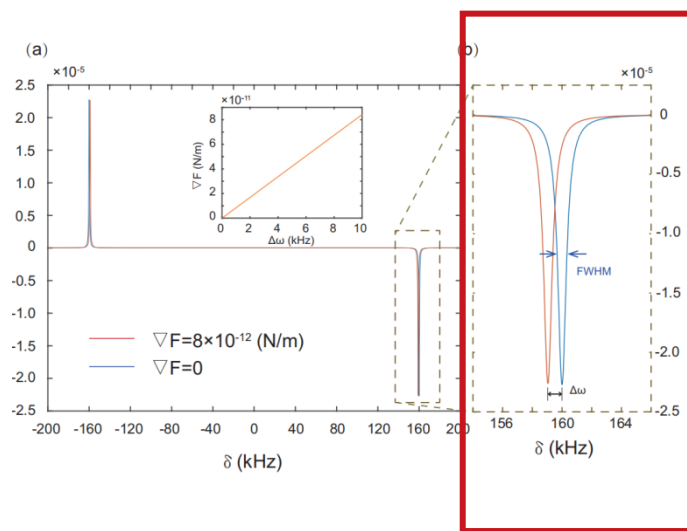 (a)
×10⁻⁵
2.5
2.0
1.5
1.0
0.5
0
-0.5
-1.0
-1.5
-2.0
-2.5
-200 -160 -120 -80 -40 0 40 80 120 160 20
δ (kHz)
×10⁻¹¹
8
6
4
2
0
▽F (N/m)
0 2 4 6 8 10
Δω (kHz)
▽F=8×10⁻¹² (N/m)
▽F=0
(b)
×10⁻⁵
0
-0.5
-1.0
-1.5
-2.0
-2.5
FWHM
Δω
156 160 164
δ (kHz)